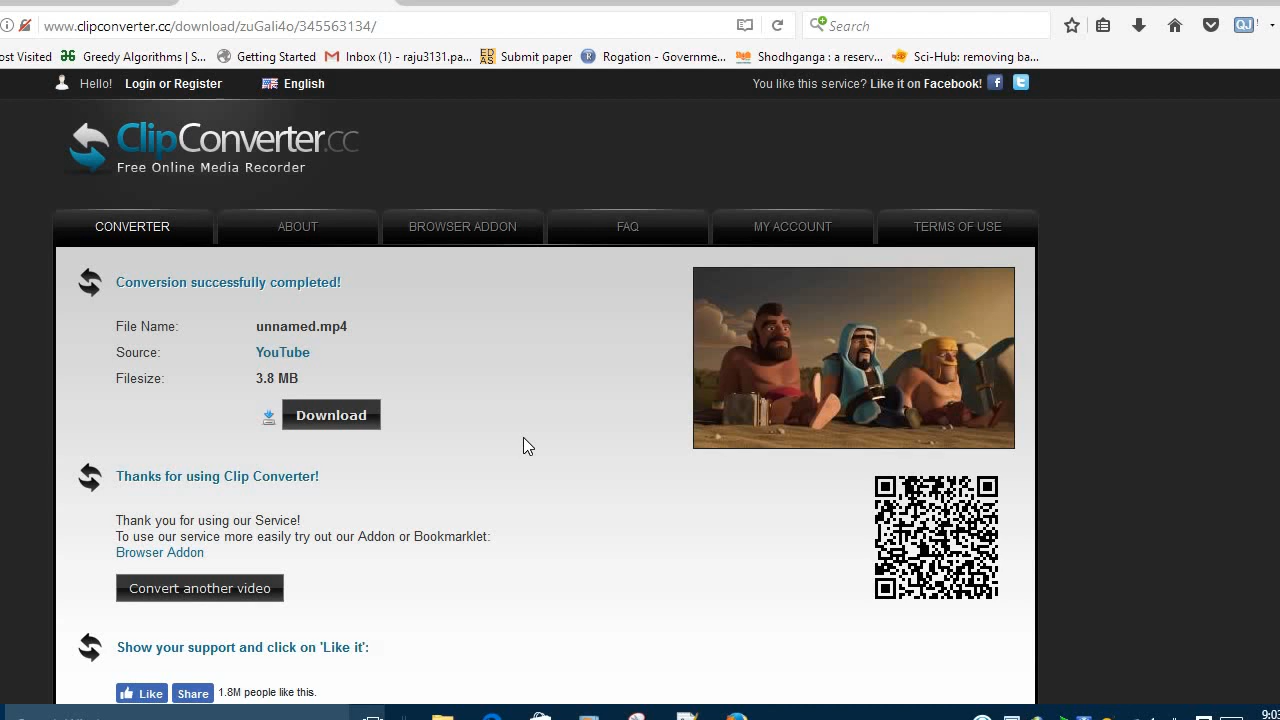 www.clipconverter.cc/download/zuGali4o/345563134/
Search
QJ
ost Visited
Greedy Algorithms | S...
Getting Started
Inbox (1) - raju3131.pa...
ED
AS
Submit paper
Rogation - Governme...
Shodhganga : a reserv...
Sci-Hub: removing ba...
Hello! Login or Register
English
You like this service? Like it on Facebook!
ClipConverter.cc
Free Online Media Recorder
CONVERTER
ABOUT
BROWSER ADDON
FAQ
MY ACCOUNT
TERMS OF USE
Conversion successfully completed!
File Name: unnamed.mp4
Source: YouTube
Filesize: 3.8 MB
Download
Thanks for using Clip Converter!
Thank you for using our Service!
To use our service more easily try out our Addon or Bookmarklet:
Browser Addon
Convert another video
Show your support and click on 'Like it':
Like
Share
1.8M people like this.